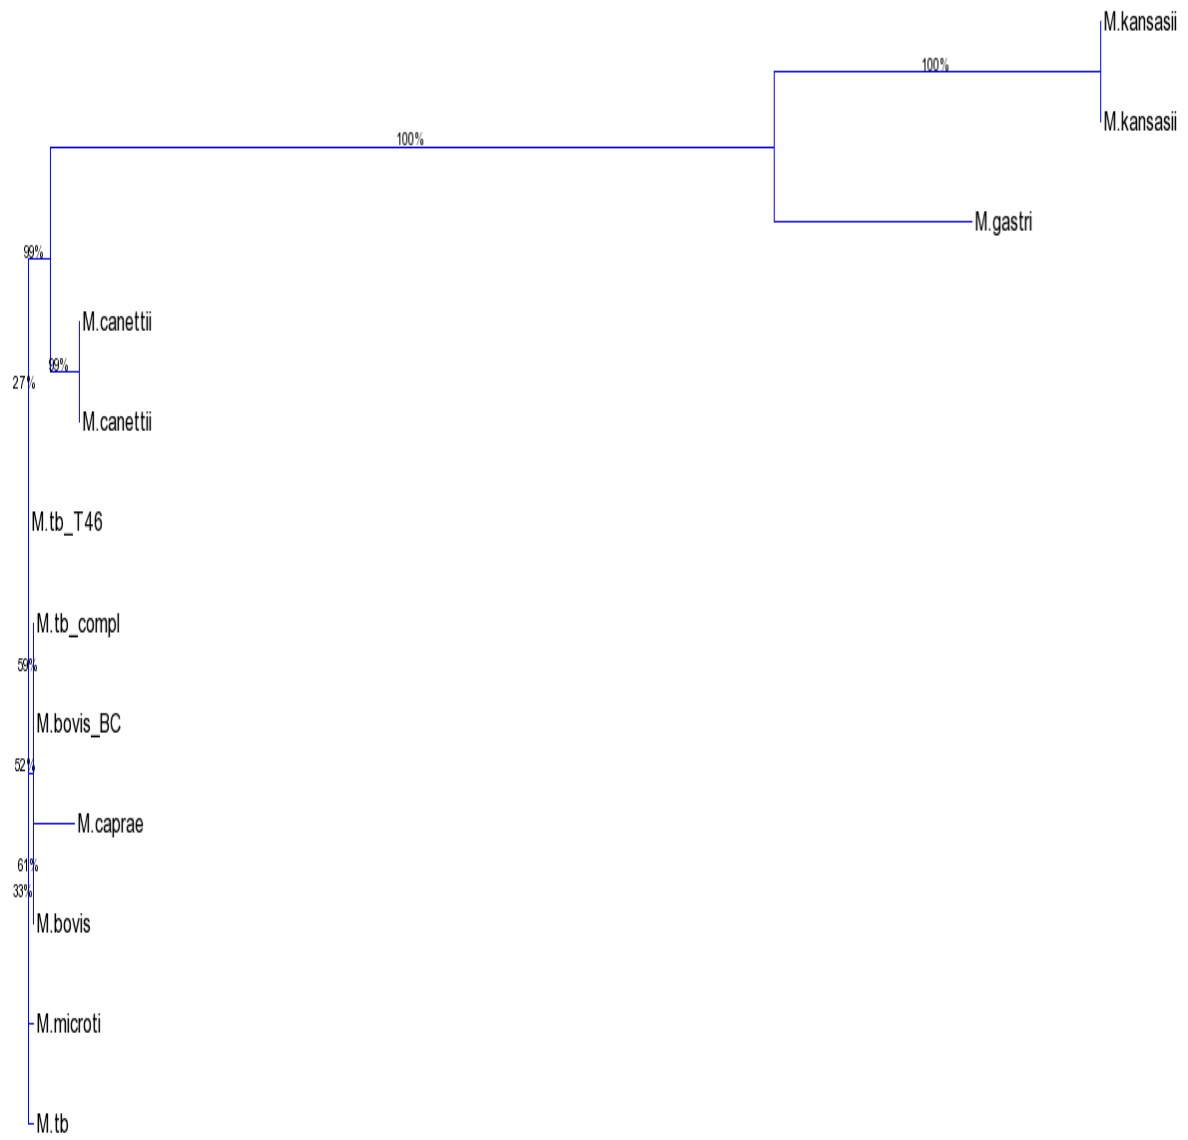 M.kansasii
100%
M.kansasii
100%
M.gastri
99%
M.canettii
99%
27%
M.canettii
M.tb_T46
M.tb_compl
59%
M.bovis_BC
52%
M.caprae
61%
33%
M.bovis
M.microti
M.tb